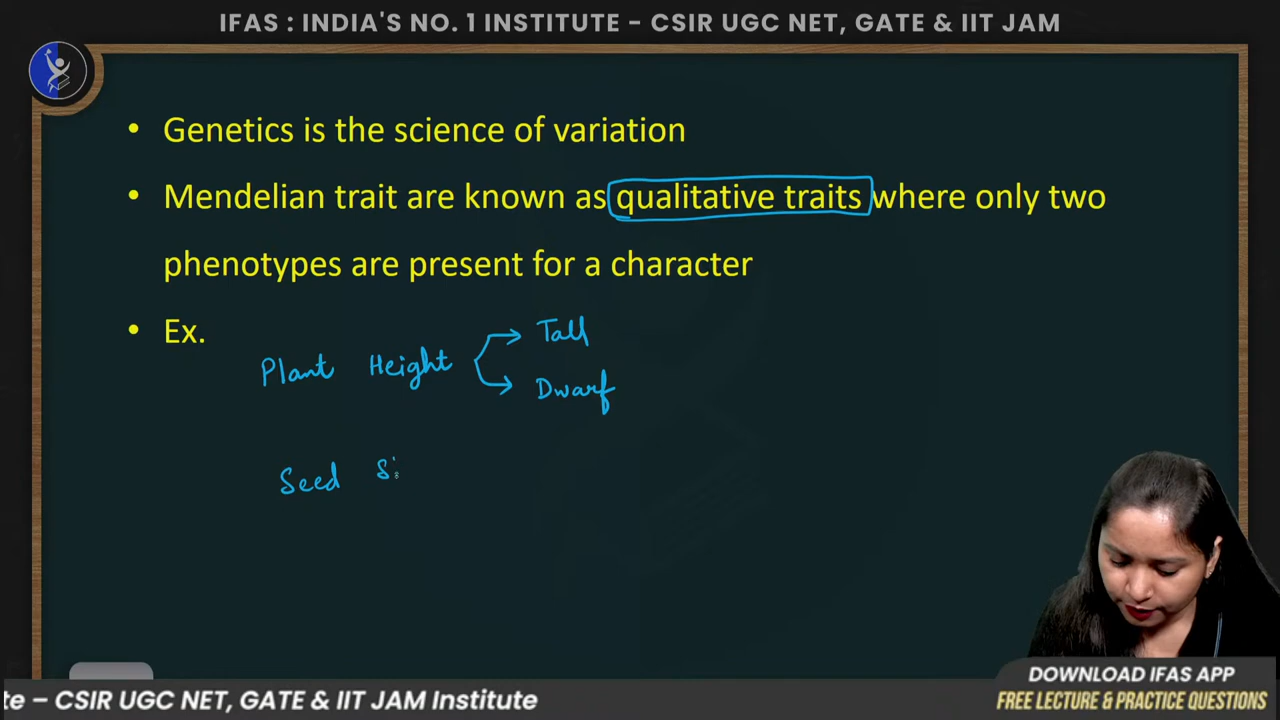 IFAS : INDIA'S NO. 1 INSTITUTE - CSIR UGC NET, GATE & IIT JAM
• Genetics is the science of variation
• Mendelian trait are known as qualitative traits where only two
phenotypes are present for a character
• Ex.
Plant Height
Tall
Dwarf
Seed Si
DOWNLOAD IFAS APP
FREE LECTURE & PRACTICE QUESTIONS
te – CSIR UGC NET, GATE & IIT JAM Institute